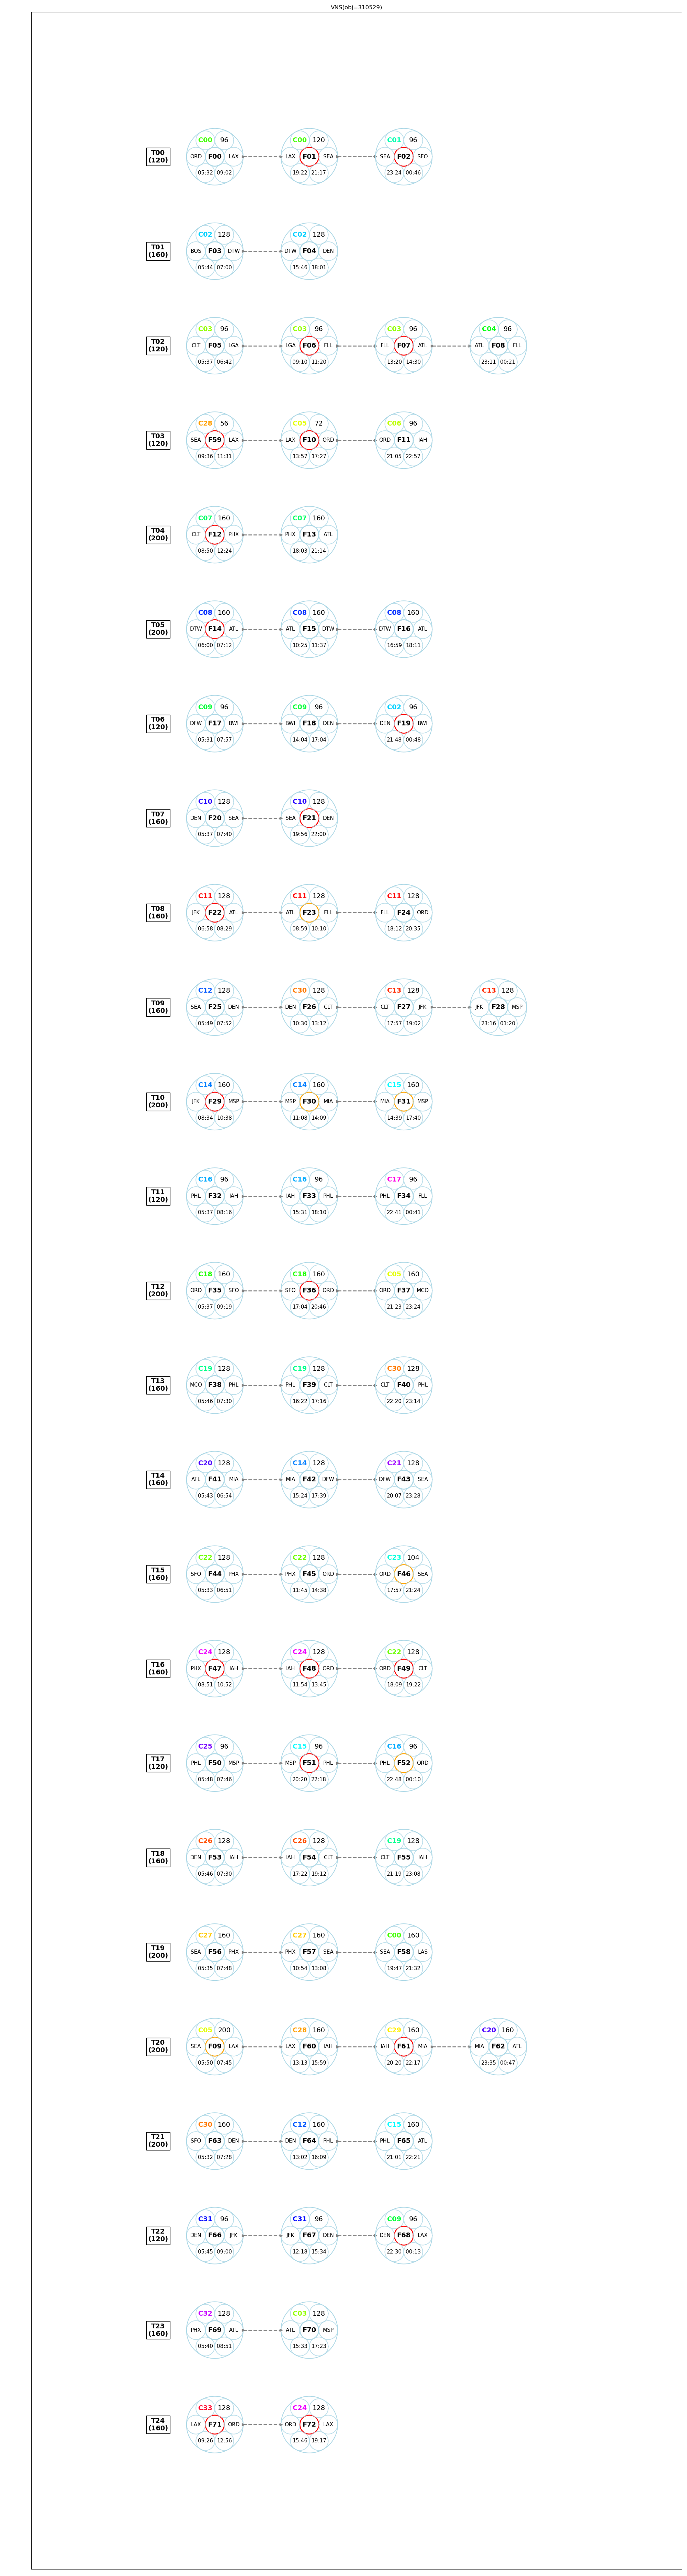 VNS(obj=310529)
T00 (120) C00 96 ORD F00 LAX 05:32 09:02 C00 120 LAX F01 SEA 19:22 21:17 C01 96 SEA F02 SFO 23:24 00:46
T01 (160) C02 128 BOS F03 DTW 05:44 07:00 C02 128 DTW F04 DEN 15:46 18:01
T02 (120) C03 96 CLT F05 LGA 05:37 06:42 C03 96 LGA F06 FLL 09:10 11:20 C03 96 FLL F07 ATL 13:20 14:30 C04 96 ATL F08 FLL 23:11 00:21
T03 (120) C28 56 SEA F59 LAX 09:36 11:31 C05 72 LAX F10 ORD 13:57 17:27 C06 96 ORD F11 IAH 21:05 22:57
T04 (200) C07 160 CLT F12 PHX 08:50 12:24 C07 160 PHX F13 ATL 18:03 21:14
T05 (200) C08 160 DTW F14 ATL 06:00 07:12 C08 160 ATL F15 DTW 10:25 11:37 C08 160 DTW F16 ATL 16:59 18:11
T06 (120) C09 96 DFW F17 BWI 05:31 07:57 C09 96 BWI F18 DEN 14:04 17:04 C02 96 DEN F19 BWI 21:48 00:48
T07 (160) C10 128 DEN F20 SEA 05:37 07:40 C10 128 SEA F21 DEN 19:56 22:00
T08 (160) C11 128 JFK F22 ATL 06:58 08:29 C11 128 ATL F23 FLL 08:59 10:10 C11 128 FLL F24 ORD 18:12 20:35
T09 (160) C12 128 SEA F25 DEN 05:49 07:52 C30 128 DEN F26 CLT 10:30 13:12 C13 128 CLT F27 JFK 17:57 19:02 C13 128 JFK F28 MSP 23:16 01:20
T10 (200) C14 160 JFK F29 MSP 08:34 10:38 C14 160 MSP F30 MIA 11:08 14:09 C15 160 MIA F31 MSP 14:39 17:40
T11 (120) C16 96 PHL F32 IAH 05:37 08:16 C16 96 IAH F33 PHL 15:31 18:10 C17 96 PHL F34 FLL 22:41 00:41
T12 (200) C18 160 ORD F35 SFO 05:37 09:19 C18 160 SFO F36 ORD 17:04 20:46 C05 160 ORD F37 MCO 21:23 23:24
T13 (160) C19 128 MCO F38 PHL 05:46 07:30 C19 128 PHL F39 CLT 16:22 17:16 C30 128 CLT F40 PHL 22:20 23:14
T14 (160) C20 128 ATL F41 MIA 05:43 06:54 C14 128 MIA F42 DFW 15:24 17:39 C21 128 DFW F43 SEA 20:07 23:28
T15 (160) C22 128 SFO F44 PHX 05:33 06:51 C22 128 PHX F45 ORD 11:45 14:38 C23 104 ORD F46 SEA 17:57 21:24
T16 (160) C24 128 PHX F47 IAH 08:51 10:52 C24 128 IAH F48 ORD 11:54 13:45 C22 128 ORD F49 CLT 18:09 19:22
T17 (120) C25 96 PHL F50 MSP 05:48 07:46 C15 96 MSP F51 PHL 20:20 22:18 C16 96 PHL F52 ORD 22:48 00:10
T18 (160) C26 128 DEN F53 IAH 05:46 07:30 C26 128 IAH F54 CLT 17:22 19:12 C19 128 CLT F55 IAH 21:19 23:08
T19 (200) C27 160 SEA F56 PHX 05:35 07:48 C27 160 PHX F57 SEA 10:54 13:08 C00 160 SEA F58 LAS 19:47 21:32
T20 (200) C05 200 SEA F09 LAX 05:50 07:45 C28 160 LAX F60 IAH 13:13 15:59 C29 160 IAH F61 MIA 20:20 22:17 C20 160 MIA F62 ATL 23:35 00:47
T21 (200) C30 160 SFO F63 DEN 05:32 07:28 C12 160 DEN F64 PHL 13:02 16:09 C15 160 PHL F65 ATL 21:01 22:21
T22 (120) C31 96 DEN F66 JFK 05:45 09:00 C31 96 JFK F67 DEN 12:18 15:34 C09 96 DEN F68 LAX 22:30 00:13
T23 (160) C32 128 PHX F69 ATL 05:40 08:51 C03 128 ATL F70 MSP 15:33 17:23
T24 (160) C33 128 LAX F71 ORD 09:26 12:56 C24 128 ORD F72 LAX 15:46 19:17